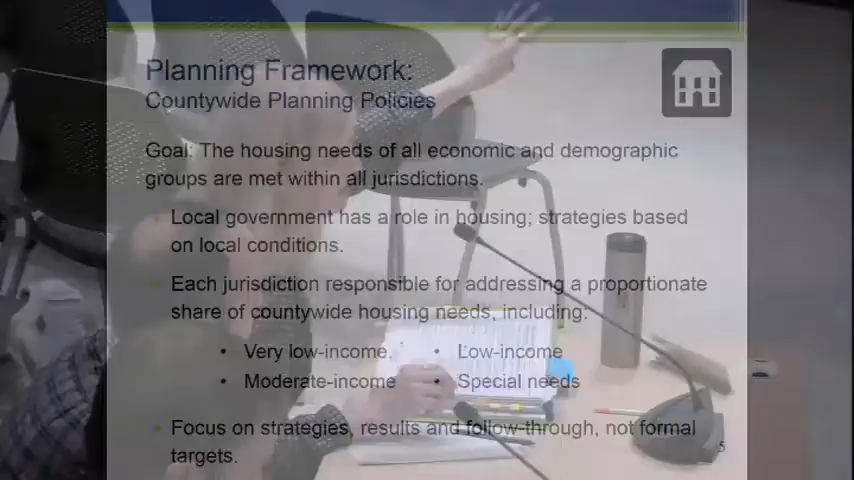 Planning Framework:
Countywide Planning Policies
Goal: The housing needs of all economic and demographic
groups are met within all jurisdictions.
Local government has a role in housing; strategies based
on local conditions.
Each jurisdiction responsible for addressing a proportionate
share of countywide housing needs, including:
• Very low-income
• Low-income
• Moderate-income
• Special needs
Focus on strategies, results and follow-through, not formal
targets.
5